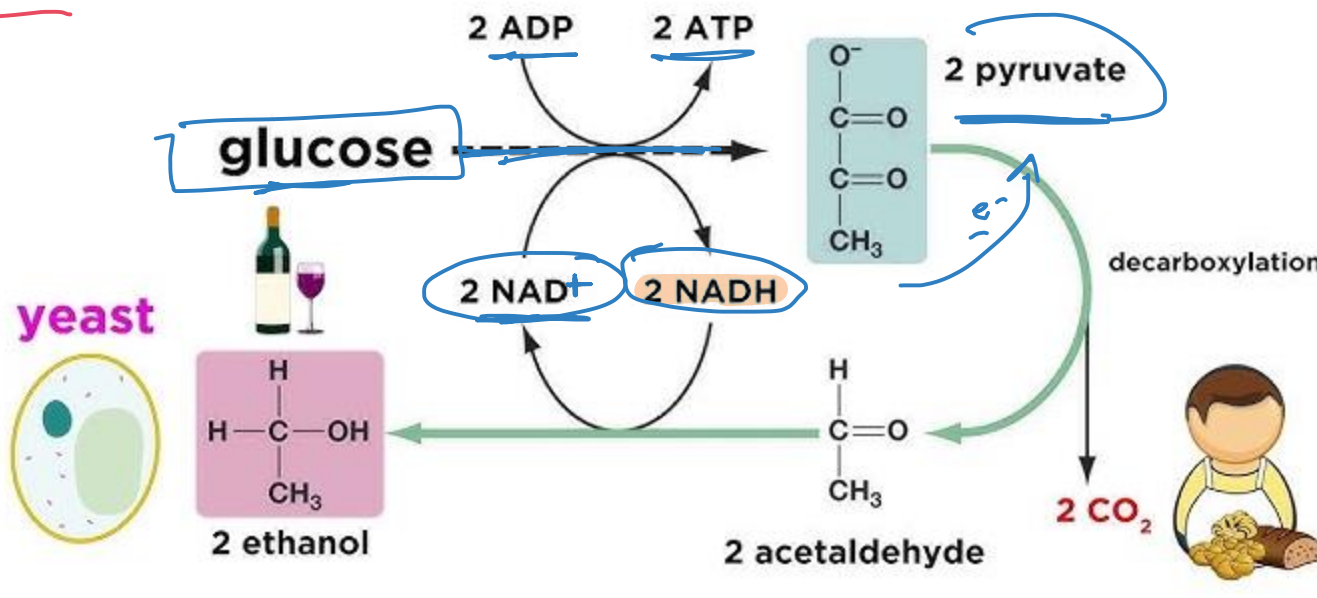 2 ADP
2 ATP
O⁻
2 pyruvate
C=O
glucose
C=O
e⁻
CH₃
decarboxylation
2 NAD+
2 NADH
yeast
H
H
H—C—OH
C=O
CH₃
CH₃
2 CO₂
2 ethanol
2 acetaldehyde